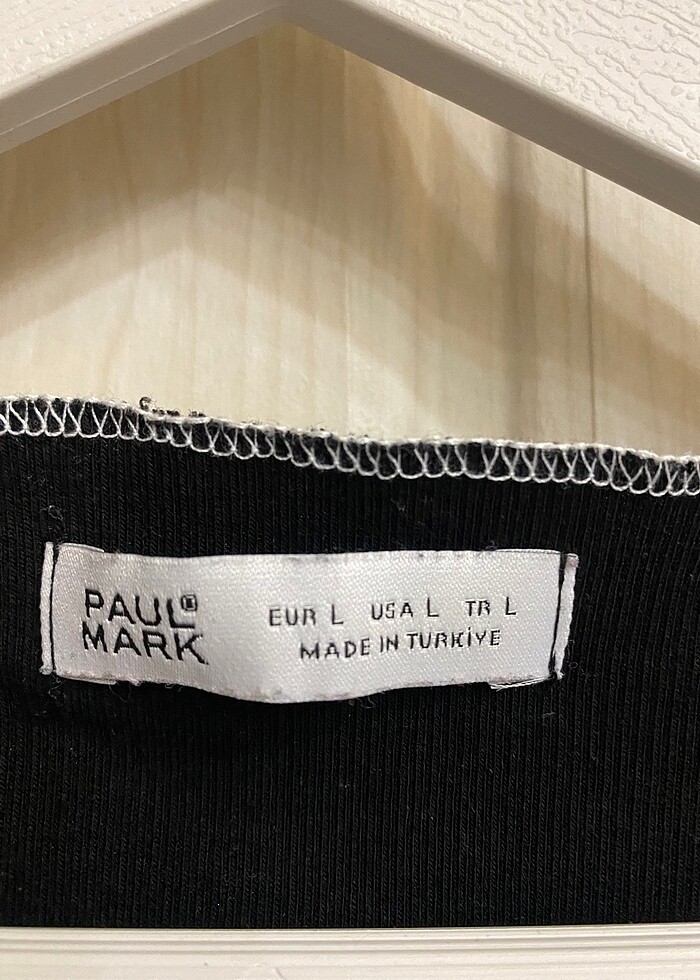 PAUL®
MARK
EUR L USA L TR L
MADE IN TURKİYE